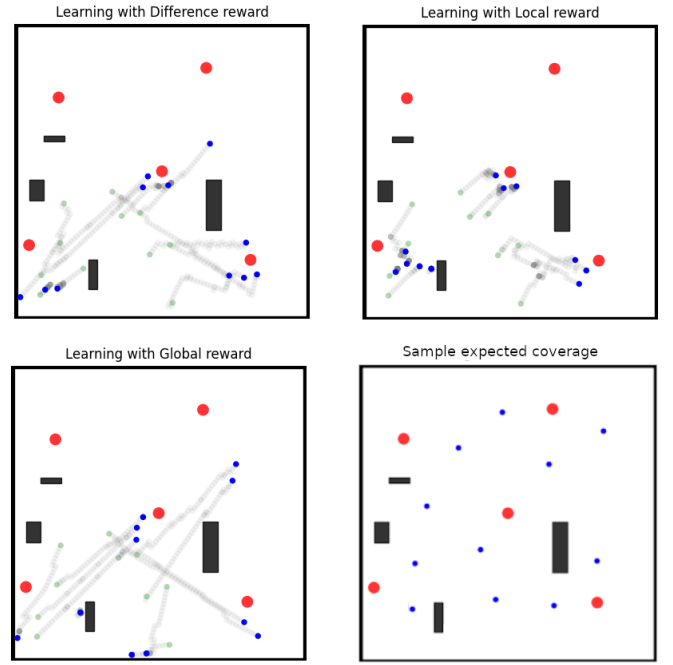 Learning with Difference reward
Learning with Local reward
Learning with Global reward
Sample expected coverage